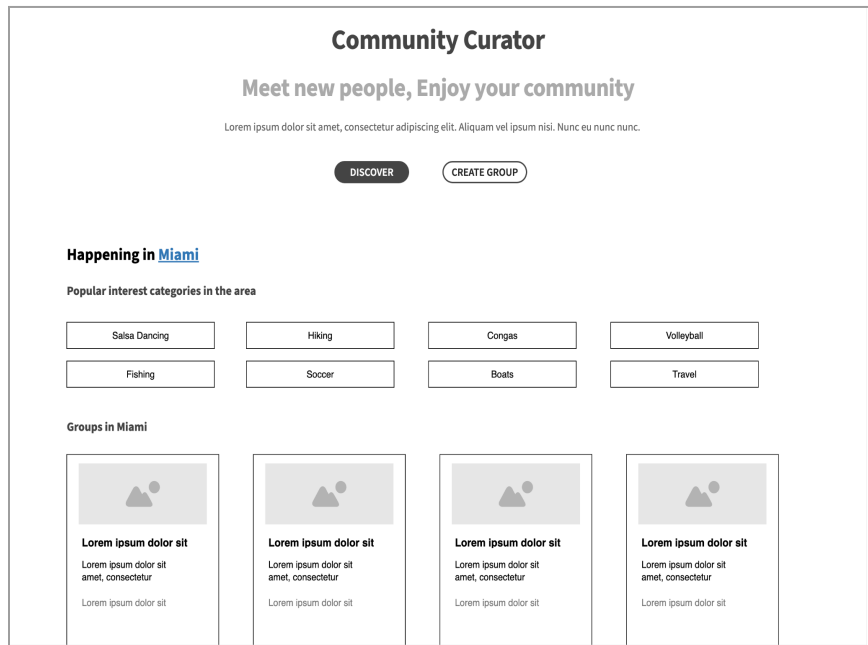 Community Curator
Meet new people, Enjoy your community
Lorem ipsum dolor sit amet, consectetur adipiscing elit. Aliquam vel ipsum nisi. Nunc eu nunc nunc.
DISCOVER
CREATE GROUP
Happening in Miami
Popular interest categories in the area
Salsa Dancing
Hiking
Congas
Volleyball
Fishing
Soccer
Boats
Travel
Groups in Miami
Lorem ipsum dolor sit
Lorem ipsum dolor sit
amet, consectetur
Lorem ipsum dolor sit
Lorem ipsum dolor sit
Lorem ipsum dolor sit
amet, consectetur
Lorem ipsum dolor sit
Lorem ipsum dolor sit
Lorem ipsum dolor sit
amet, consectetur
Lorem ipsum dolor sit
Lorem ipsum dolor sit
Lorem ipsum dolor sit
amet, consectetur
Lorem ipsum dolor sit